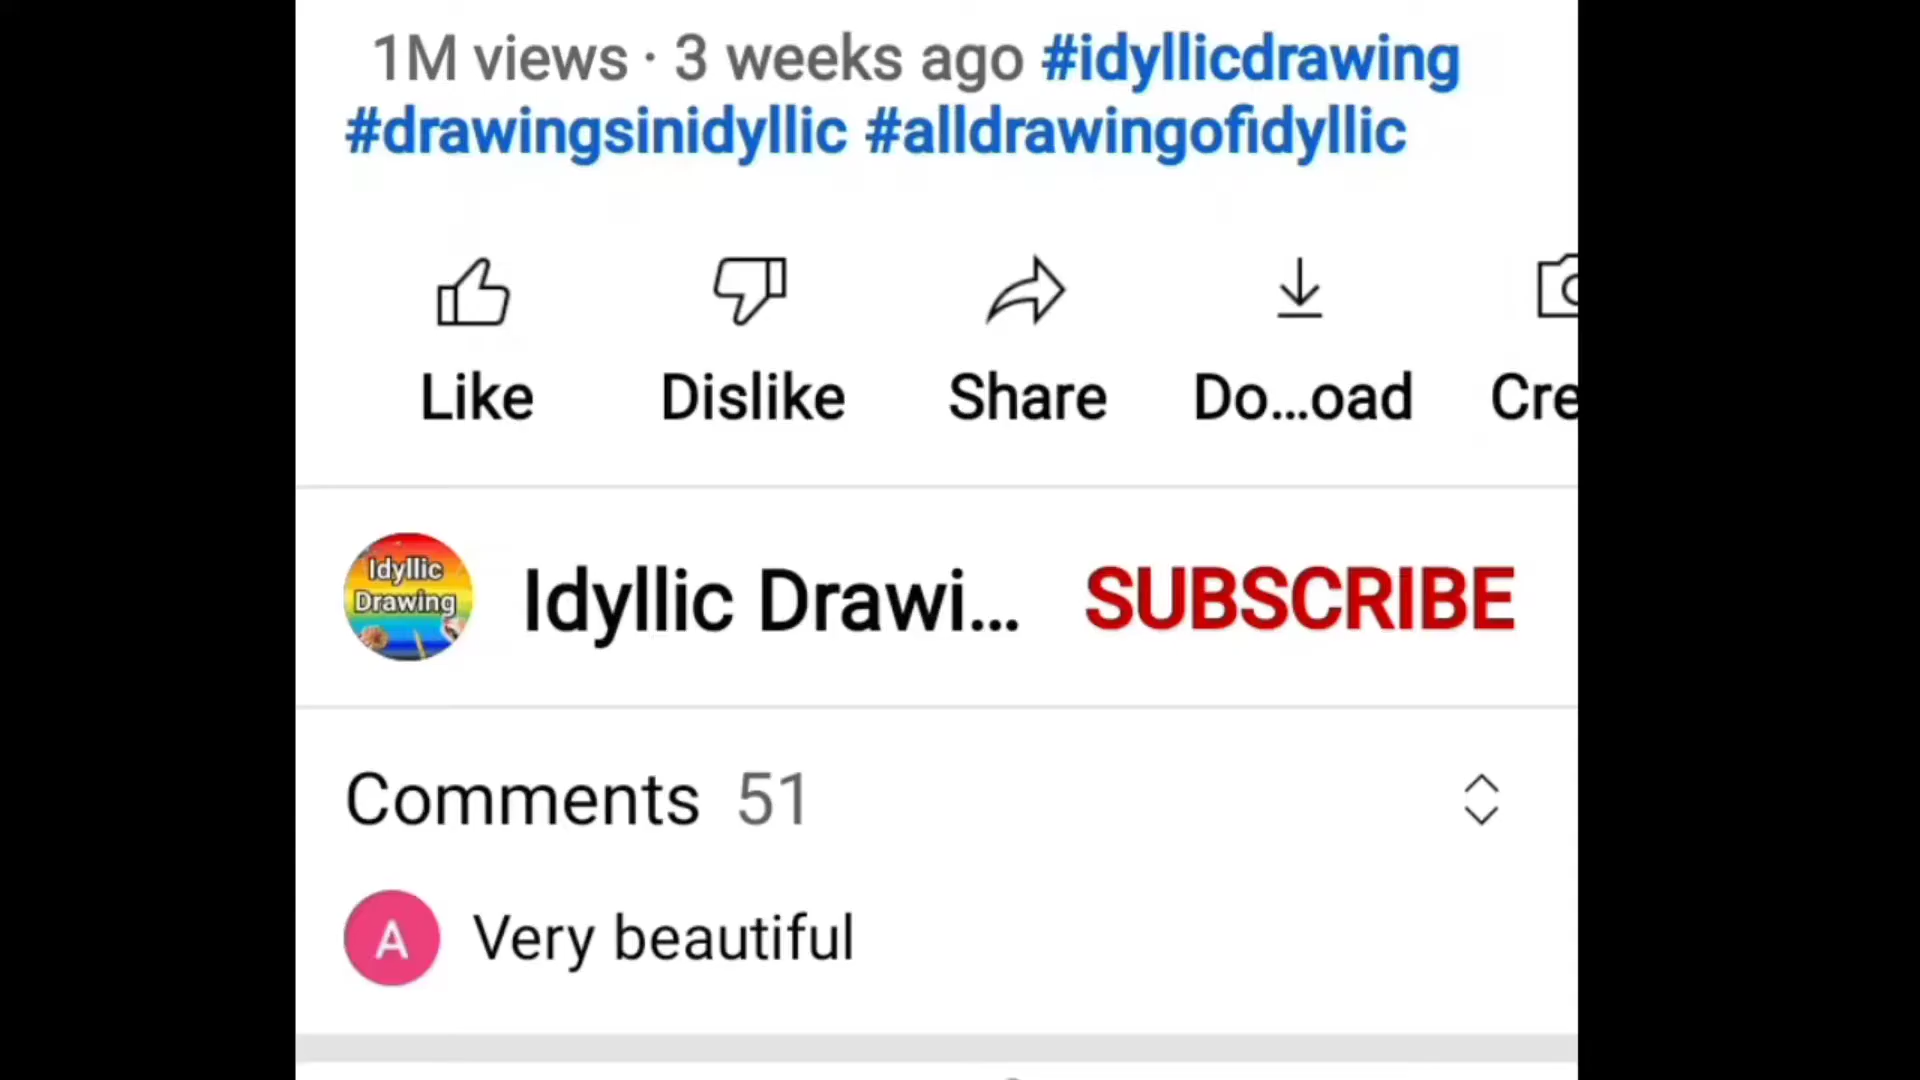 1M views · 3 weeks ago #idyllicdrawing
#drawingsinidyllic #alldrawingofidyllic
Like Dislike Share Do...oad Cre
Idyllic
Drawing
Idyllic Drawi... SUBSCRIBE
Comments 51
A Very beautiful